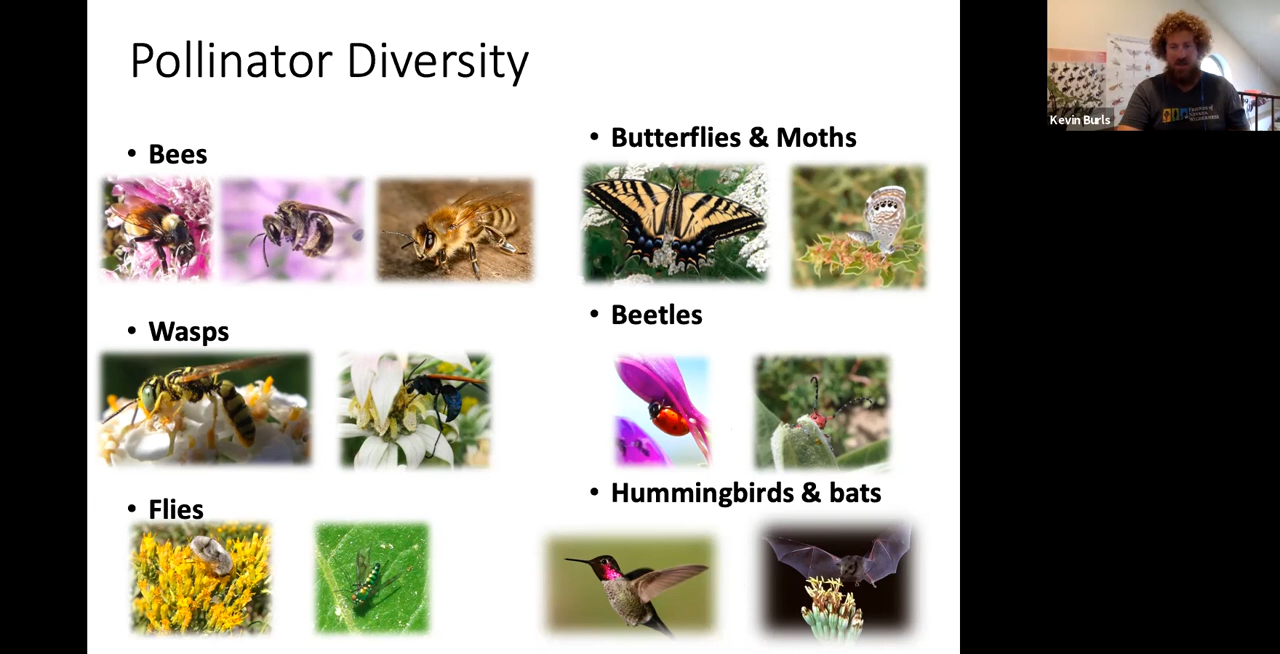 Pollinator Diversity
• Bees
• Wasps
• Flies
• Butterflies & Moths
• Beetles
• Hummingbirds & bats
Kevin Burls